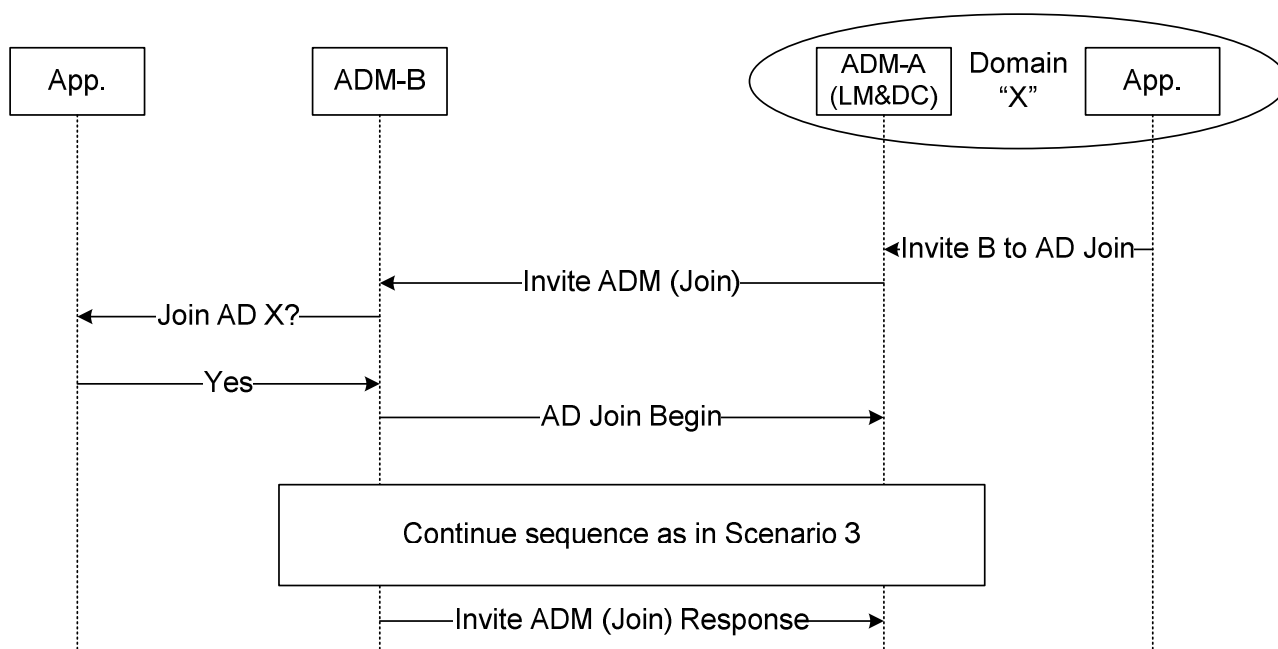 App.
ADM-B
ADM-A
(LM&DC)
Domain
“X”
App.
Invite B to AD Join
Invite ADM (Join)
Join AD X?
Yes
AD Join Begin
Continue sequence as in Scenario 3
Invite ADM (Join) Response